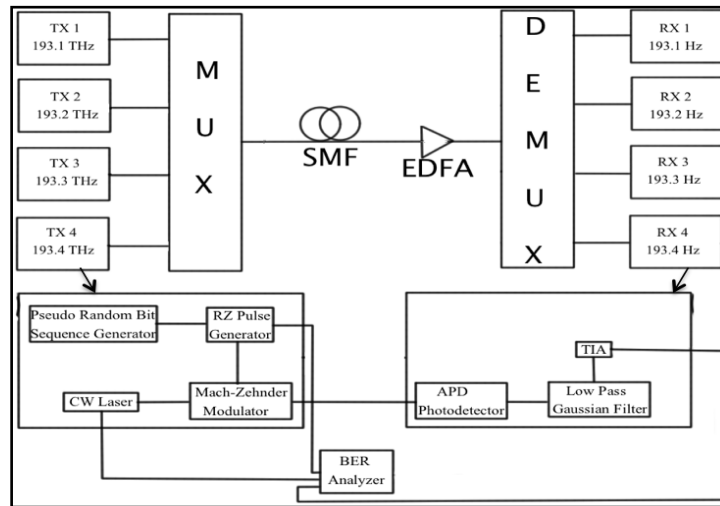 TX 1
193.1 THz
TX 2
193.2 THz
TX 3
193.3 THz
TX 4
193.4 THz
MUX
SMF
EDFA
DEMUX
RX 1
193.1 Hz
RX 2
193.2 Hz
RX 3
193.3 Hz
RX 4
193.4 Hz
Pseudo Random Bit
Sequence Generator
RZ Pulse
Generator
CW Laser
Mach-Zehnder
Modulator
APD
Photodetector
TIA
Low Pass
Gaussian Filter
BER
Analyzer